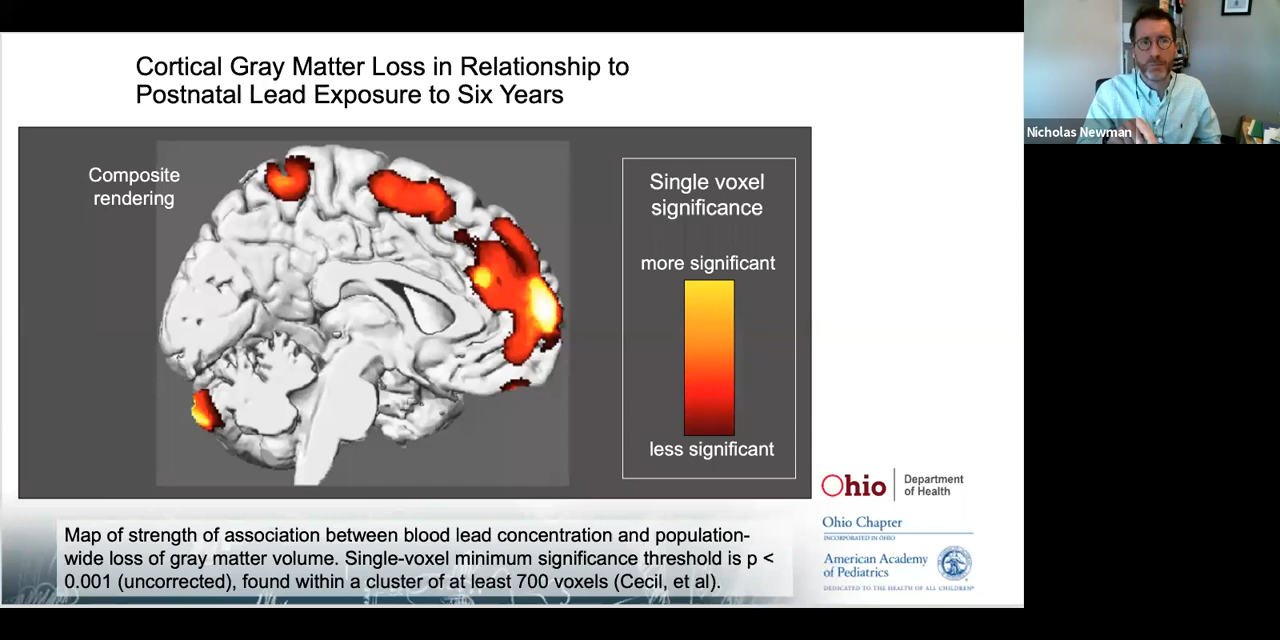 Cortical Gray Matter Loss in Relationship to
Postnatal Lead Exposure to Six Years
Composite
rendering
Single voxel
significance
more significant
less significant
Map of strength of association between blood lead concentration and population-
wide loss of gray matter volume. Single-voxel minimum significance threshold is p <
0.001 (uncorrected), found within a cluster of at least 700 voxels (Cecil, et al).
Ohio
Department
of Health
Ohio Chapter
INCORPORATED IN OHIO
American Academy
of Pediatrics
DEDICATED TO THE HEALTH OF ALL CHILDREN®
Nicholas Newman